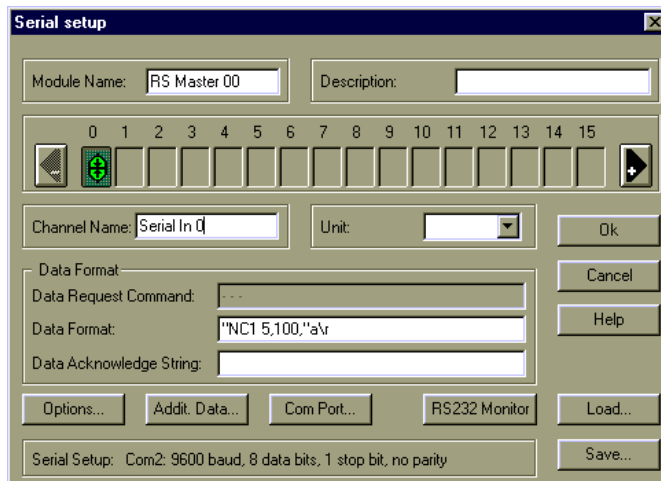 Serial setup
Module Name: RS Master 00 Description:
0 1 2 3 4 5 6 7 8 9 10 11 12 13 14 15
Channel Name: Serial In 0 Unit: Ok
Data Format Cancel
Data Request Command: - - -
Data Format: "NC1 5,100,"a\r Help
Data Acknowledge String:
Options... Addit. Data... Com Port... RS232 Monitor Load...
Serial Setup: Com2: 9600 baud, 8 data bits, 1 stop bit, no parity Save...